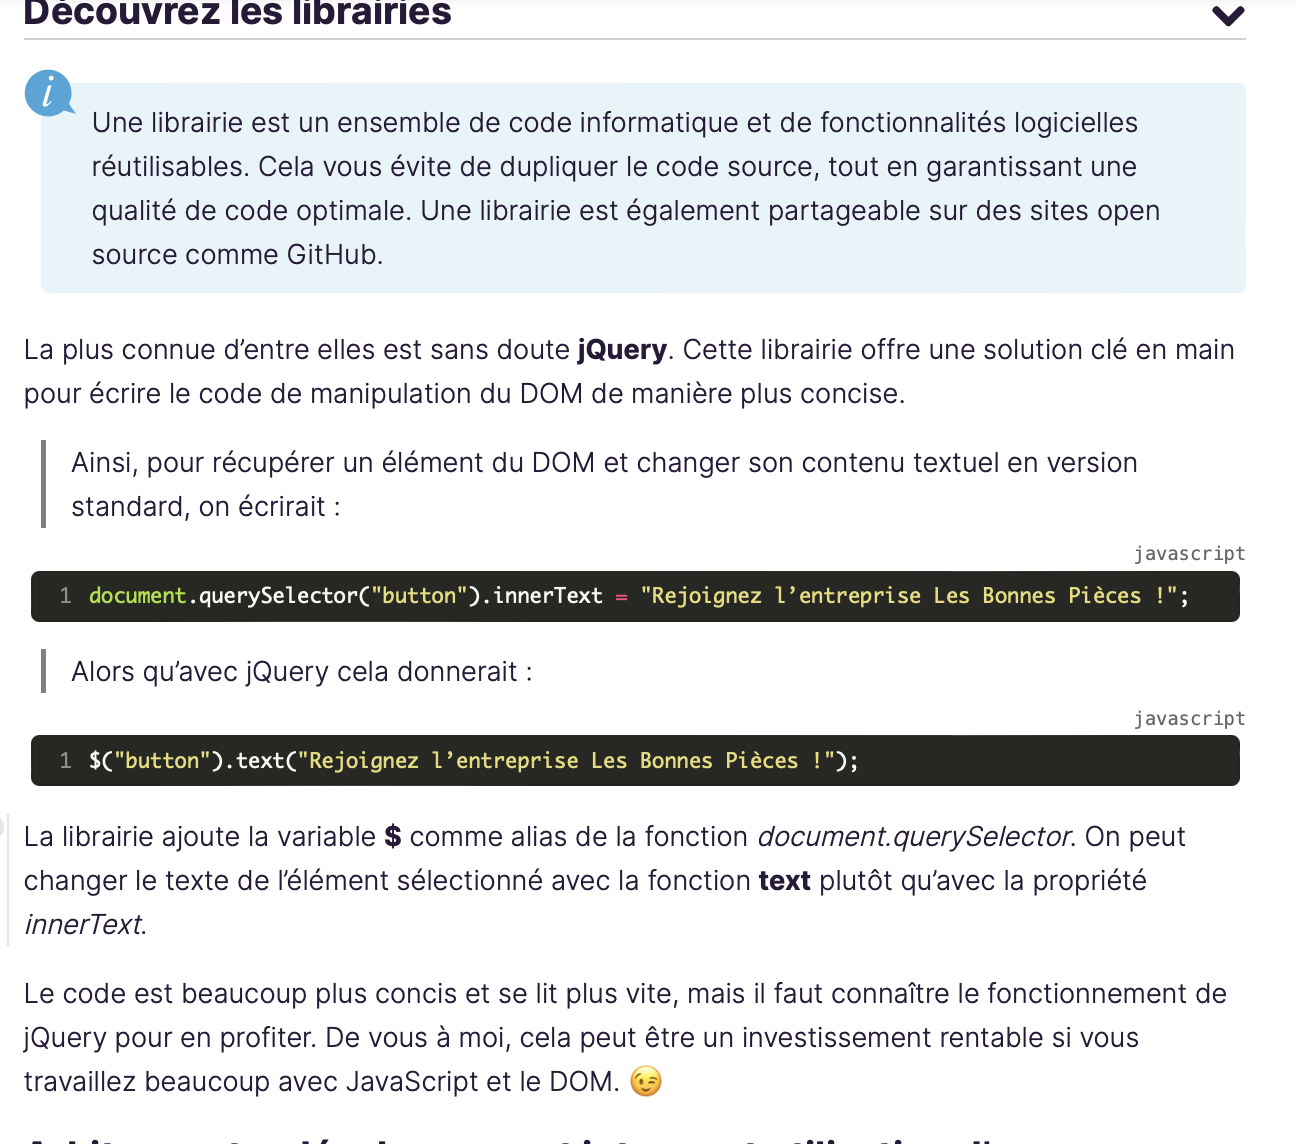 Découvrez les librairies
i
Une librairie est un ensemble de code informatique et de fonctionnalités logicielles
réutilisables. Cela vous évite de dupliquer le code source, tout en garantissant une
qualité de code optimale. Une librairie est également partageable sur des sites open
source comme GitHub.
La plus connue d’entre elles est sans doute jQuery. Cette librairie offre une solution clé en main
pour écrire le code de manipulation du DOM de manière plus concise.
Ainsi, pour récupérer un élément du DOM et changer son contenu textuel en version
standard, on écrirait :
javascript
1 document.querySelector("button").innerText = "Rejoignez l’entreprise Les Bonnes Pièces !";
Alors qu’avec jQuery cela donnerait :
javascript
1 $("button").text("Rejoignez l’entreprise Les Bonnes Pièces !");
La librairie ajoute la variable $ comme alias de la fonction document.querySelector. On peut
changer le texte de l’élément sélectionné avec la fonction text plutôt qu’avec la propriété
innerText.
Le code est beaucoup plus concis et se lit plus vite, mais il faut connaître le fonctionnement de
jQuery pour en profiter. De vous à moi, cela peut être un investissement rentable si vous
travaillez beaucoup avec JavaScript et le DOM. 😉